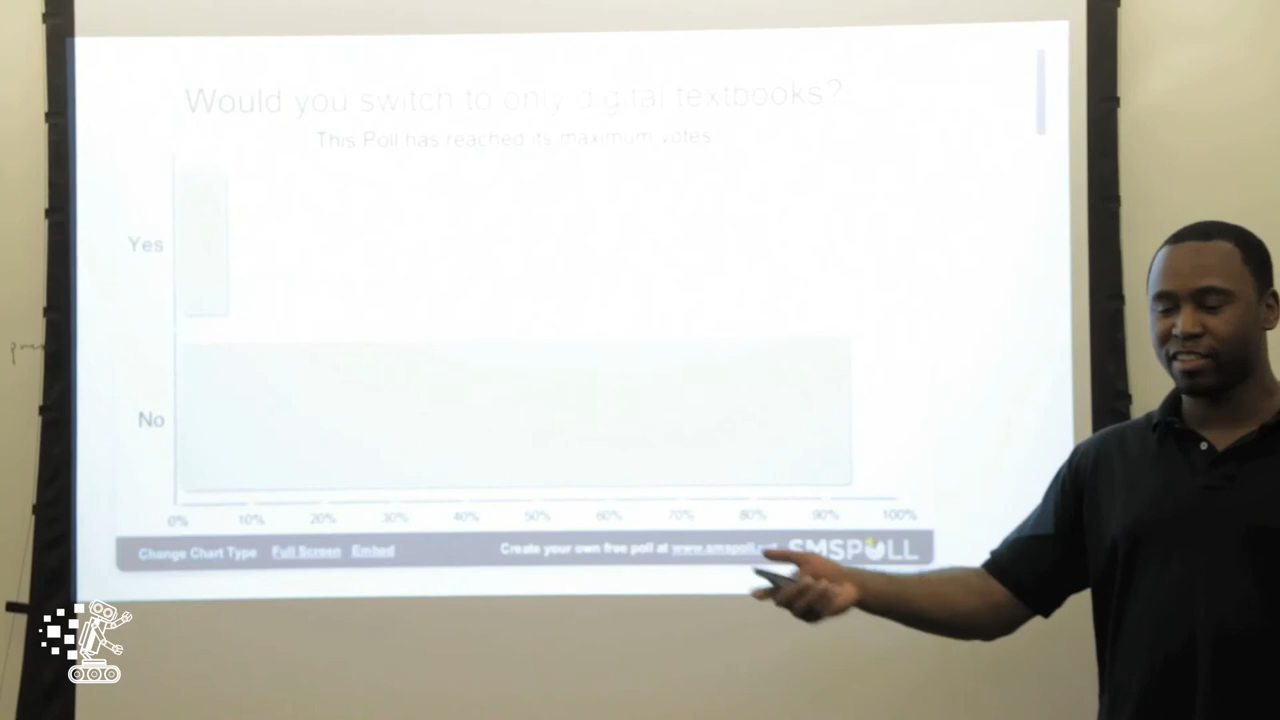 Would you switch to only digital textbooks?
This Poll has reached its maximum votes
Yes
No
0% 10% 20% 30% 40% 50% 60% 70% 80% 90% 100%
Change Chart Type Full Screen Embed Create your own free poll at SMSPOLL